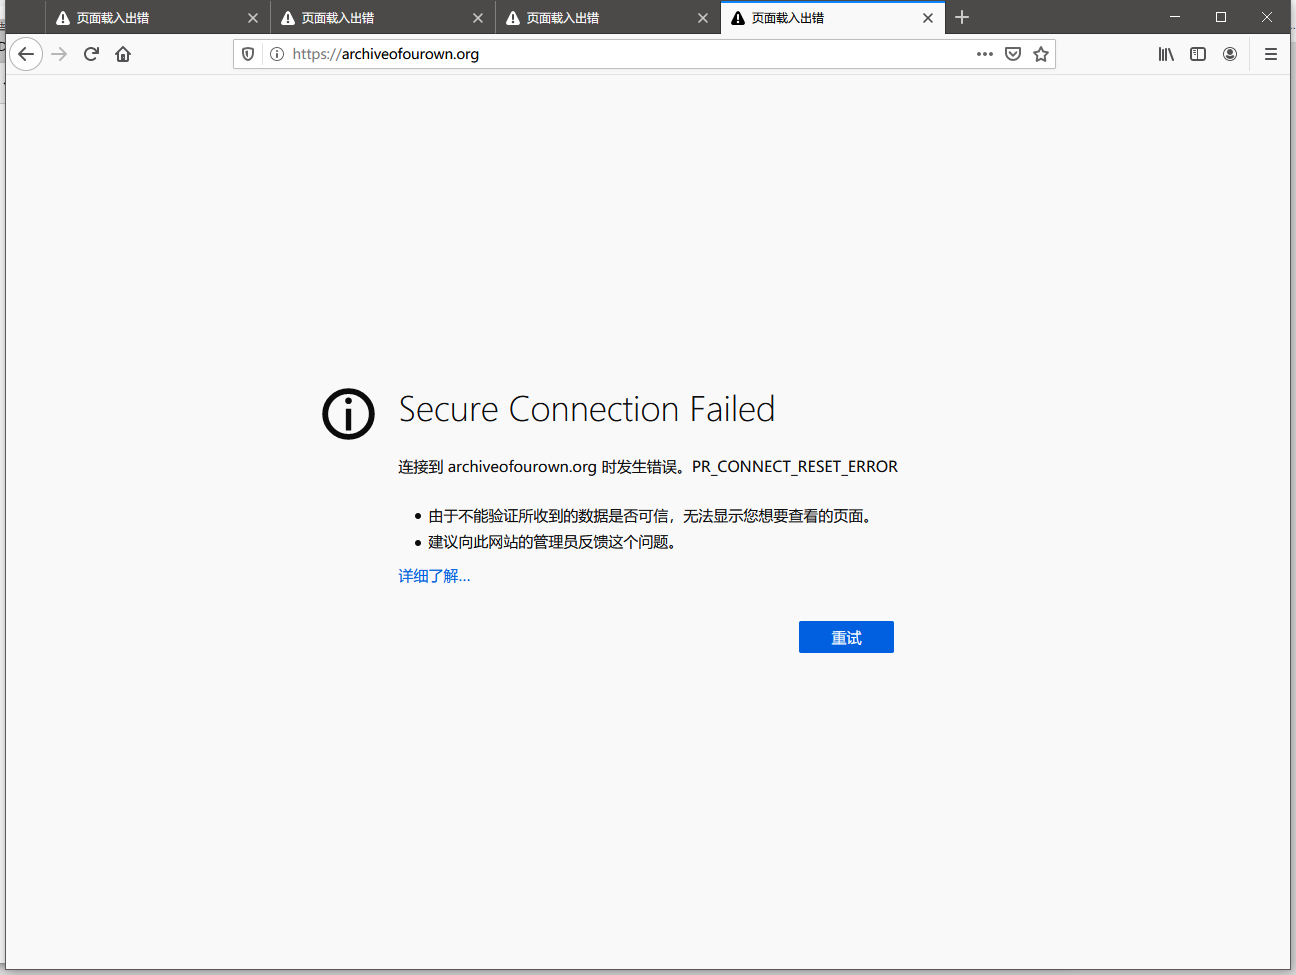 页面载入出错
页面载入出错
页面载入出错
页面载入出错
https://archiveofourown.org
Secure Connection Failed
连接到 archiveofourown.org 时发生错误。PR_CONNECT_RESET_ERROR
由于不能验证所收到的数据是否可信，无法显示您想要查看的页面。
建议向此网站的管理员反馈这个问题。
详细了解...
重试